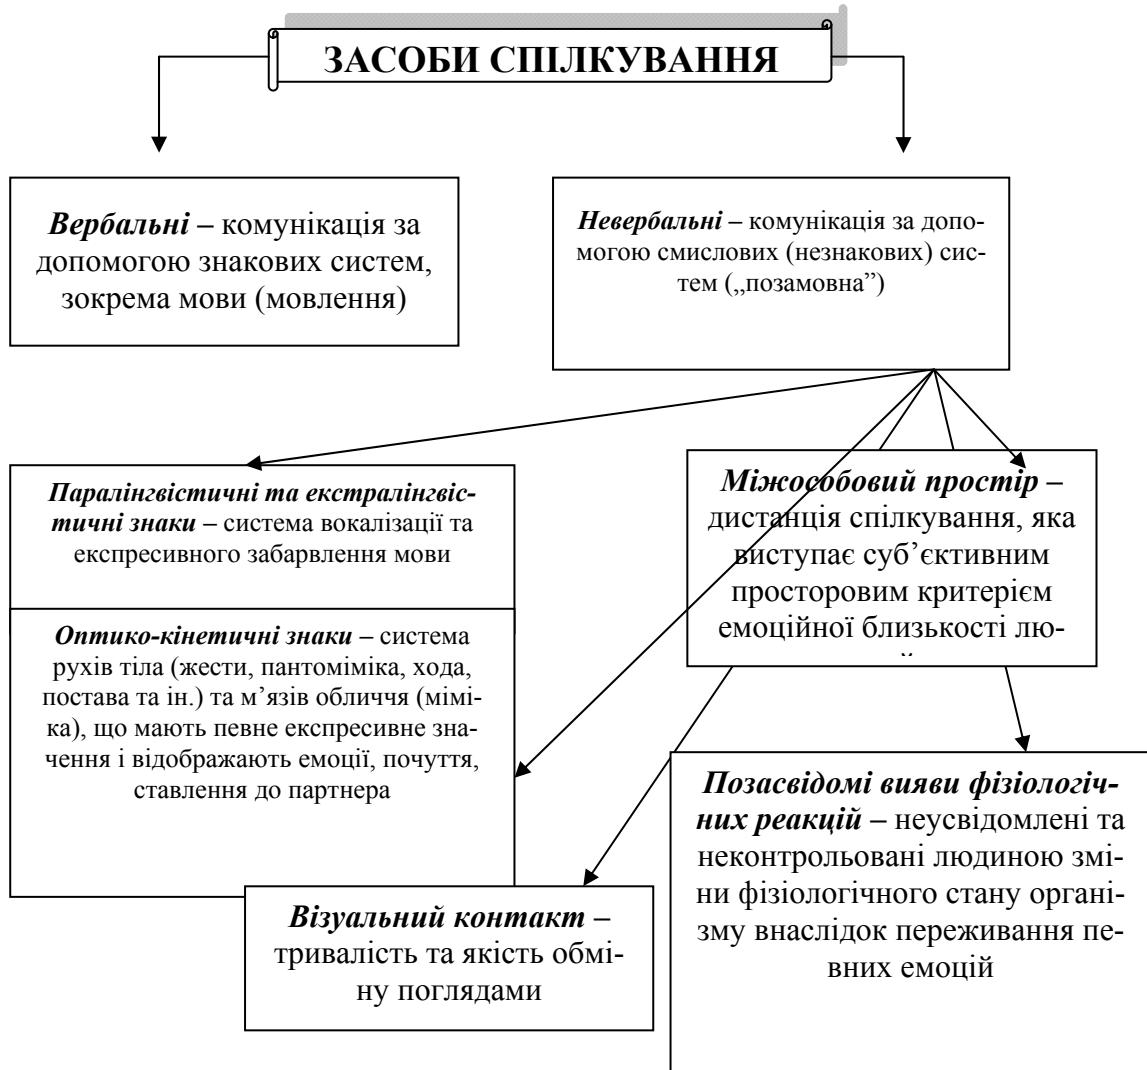 ЗАСОБИ СПІЛКУВАННЯ
Вербальні – комунікація за
допомогою знакових систем,
зокрема мови (мовлення)
Невербальні – комунікація за допо-
могою смислових (незнакових) сис-
тем („позамовна”)
Паралінгвістичні та екстралінгвіс-
тичні знаки – система вокалізації та
експресивного забарвлення мови
Міжособовий простір –
дистанція спілкування, яка
виступає суб’єктивним
просторовим критерієм
емоційної близькості лю-
Оптико-кінетичні знаки – система
рухів тіла (жести, пантоміміка, хода,
постава та ін.) та м’язів обличчя (мімі-
ка), що мають певне експресивне зна-
чення і відображають емоції, почуття,
ставлення до партнера
Візуальний контакт –
тривалість та якість обмі-
ну поглядами
Позасвідомі вияви фізіологіч-
них реакцій – неусвідомлені та
неконтрольовані людиною змі-
ни фізіологічного стану органі-
зму внаслідок переживання пе-
вних емоцій